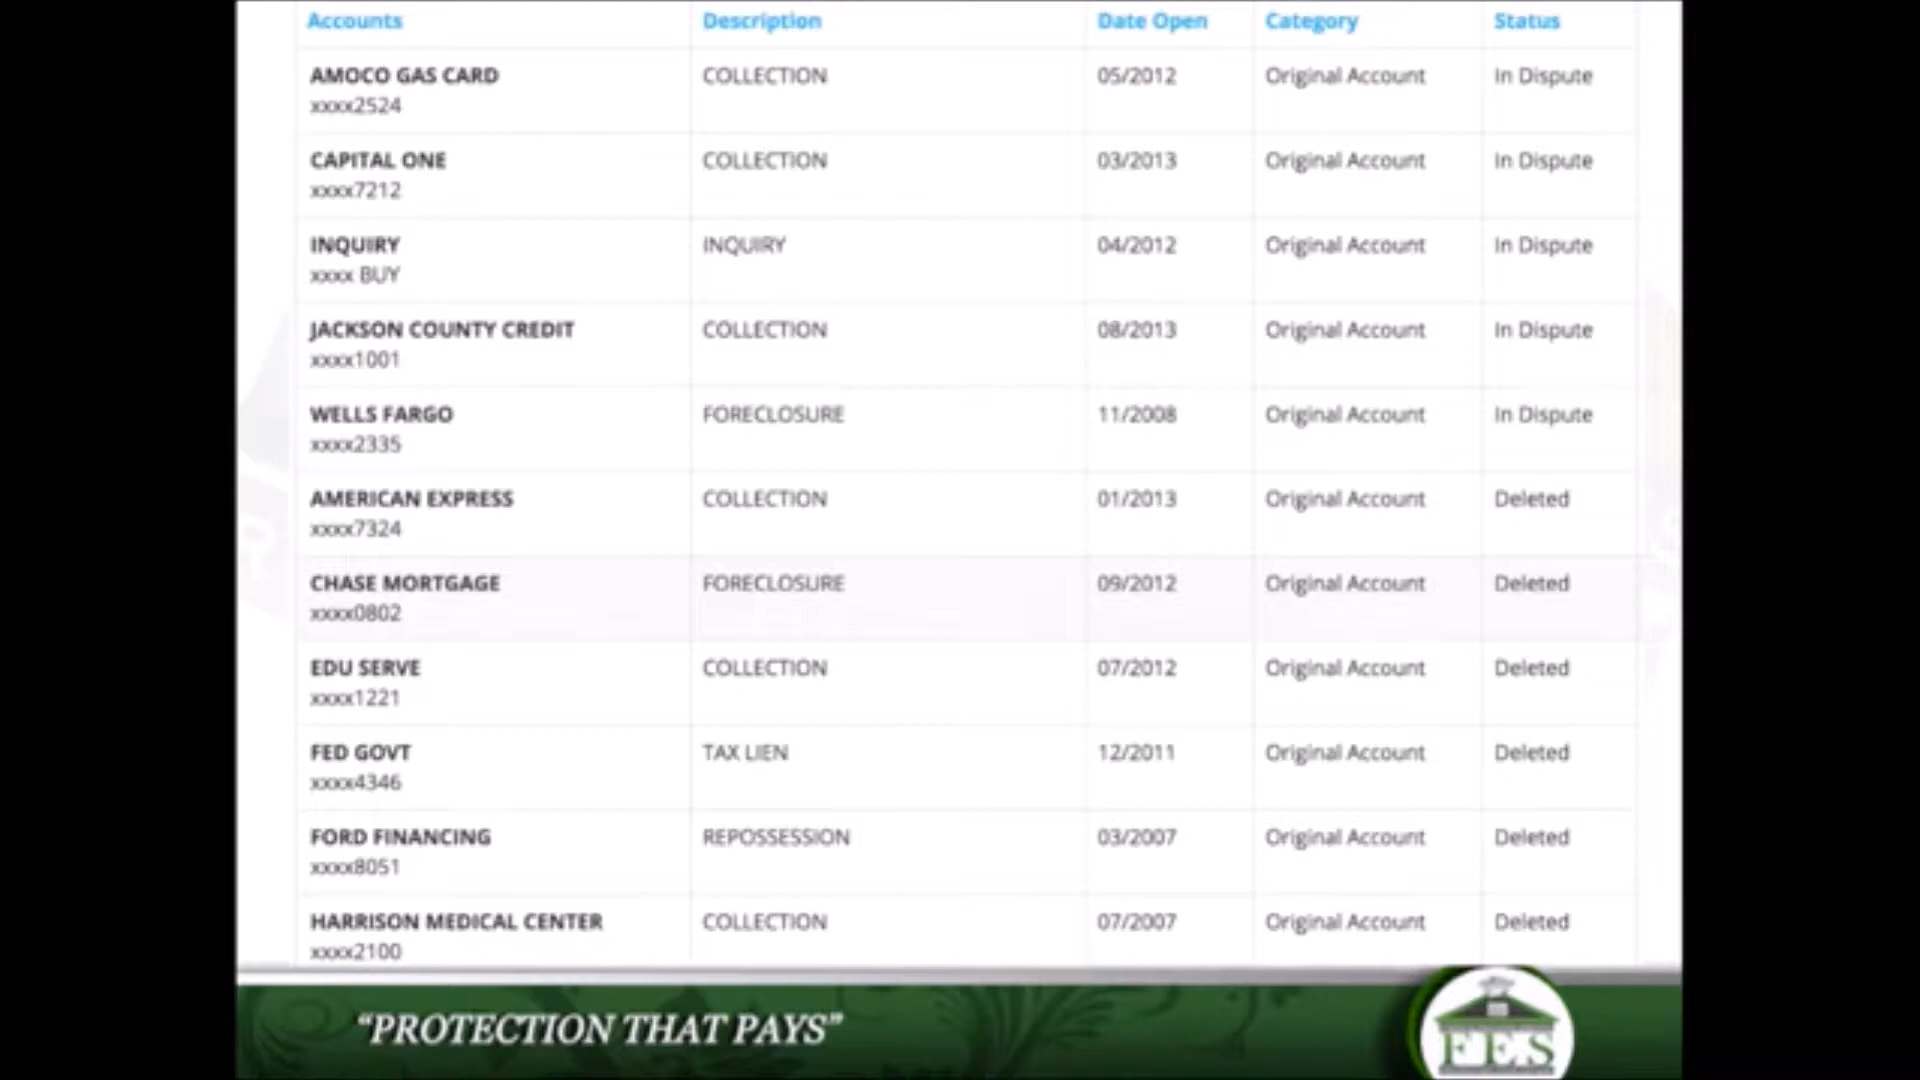 Accounts Description Date Open Category Status
AMOCO GAS CARD COLLECTION 05/2012 Original Account In Dispute
xxxx2524
CAPITAL ONE COLLECTION 03/2013 Original Account In Dispute
xxxx7212
INQUIRY INQUIRY 04/2012 Original Account In Dispute
xxxx BUY
JACKSON COUNTY CREDIT COLLECTION 08/2013 Original Account In Dispute
xxxx1001
WELLS FARGO FORECLOSURE 11/2008 Original Account In Dispute
xxxx2335
AMERICAN EXPRESS COLLECTION 01/2013 Original Account Deleted
xxxx7324
CHASE MORTGAGE FORECLOSURE 09/2012 Original Account Deleted
xxxx0802
EDU SERVE COLLECTION 07/2012 Original Account Deleted
xxxx1221
FED GOVT TAX LIEN 12/2011 Original Account Deleted
xxxx4346
FORD FINANCING REPOSSESSION 03/2007 Original Account Deleted
xxxx8051
HARRISON MEDICAL CENTER COLLECTION 07/2007 Original Account Deleted
xxxx2100
“PROTECTION THAT PAYS”
FES